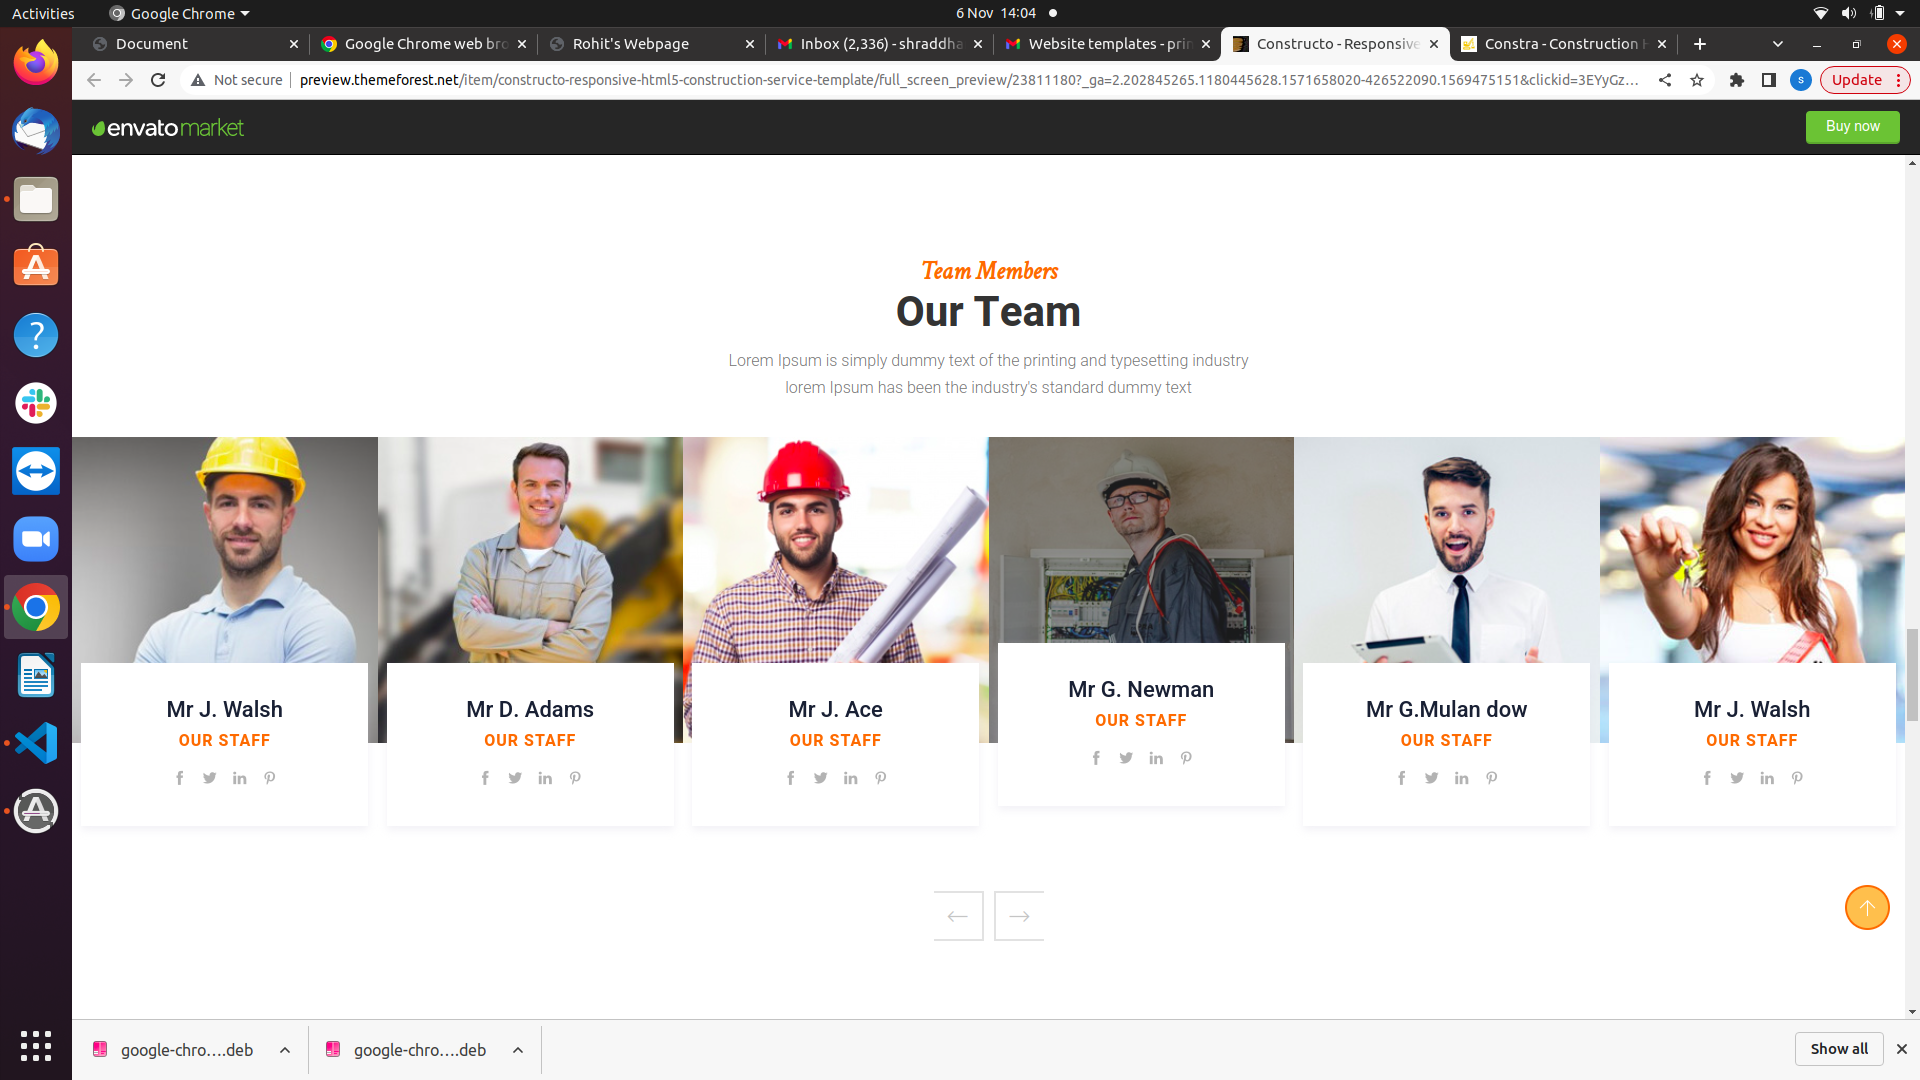 Activities
Google Chrome
6 Nov 14:04
Document
Google Chrome web bro
Rohit's Webpage
Inbox (2,336) - shraddha
Website templates - prin
Constructo - Responsive
Constra - Construction H
Not secure
preview.themeforest.net/item/constructo-responsive-html5-construction-service-template/full_screen_preview/23811180?_ga=2.202845265.1180445628.1571658020-426522090.1569475151&clickid=3EYyGz...
S
Update
envato market
Buy now
Team Members
Our Team
Lorem Ipsum is simply dummy text of the printing and typesetting industry
lorem Ipsum has been the industry's standard dummy text
Mr J. Walsh
OUR STAFF
Mr D. Adams
OUR STAFF
Mr J. Ace
OUR STAFF
Mr G. Newman
OUR STAFF
Mr G.Mulan dow
OUR STAFF
Mr J. Walsh
OUR STAFF
google-chro....deb
google-chro....deb
Show all